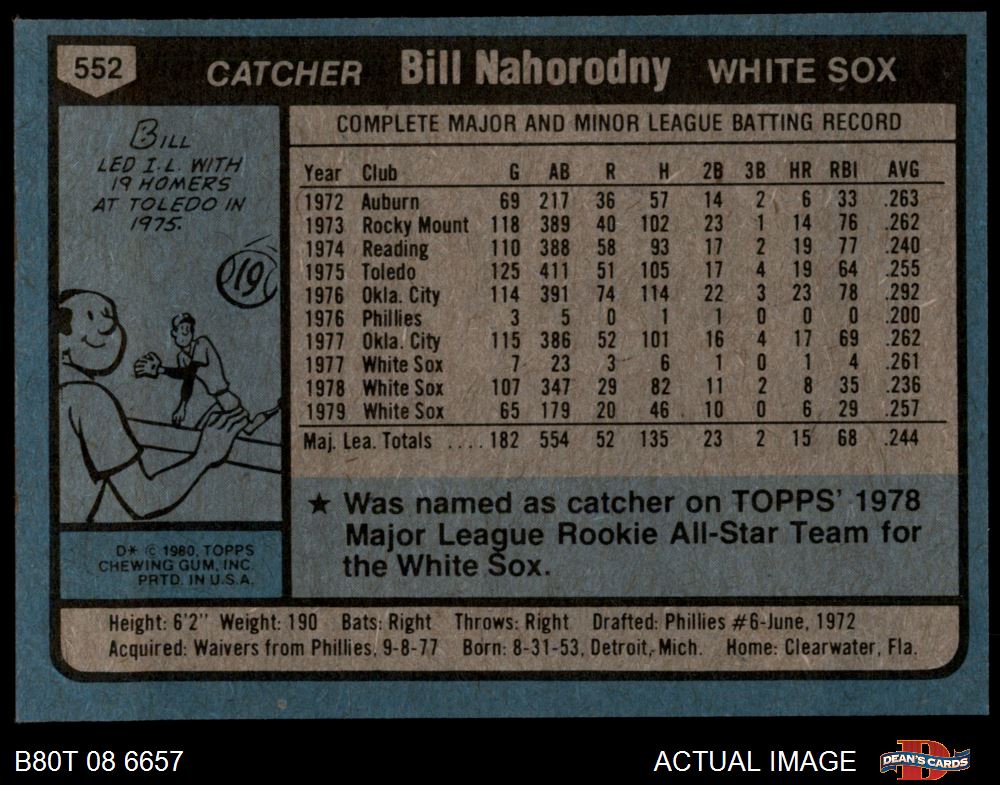 552 CATCHER Bill Nahorodny WHITE SOX
BILL
LED I.L. WITH
19 HOMERS
AT TOLEDO IN
1975.
19
D* © 1980, TOPPS
CHEWING GUM, INC.
PRTD. IN U.S.A.
COMPLETE MAJOR AND MINOR LEAGUE BATTING RECORD
Year Club G AB R H 2B 3B HR RBI AVG
1972 Auburn 69 217 36 57 14 2 6 33 .263
1973 Rocky Mount 118 389 40 102 23 1 14 76 .262
1974 Reading 110 388 58 93 17 2 19 77 .240
1975 Toledo 125 411 51 105 17 4 19 64 .255
1976 Okla. City 114 391 74 114 22 3 23 78 .292
1976 Phillies 3 5 0 1 1 0 0 0 .200
1977 Okla. City 115 386 52 101 16 4 17 69 .262
1977 White Sox 7 23 3 6 1 0 1 4 .261
1978 White Sox 107 347 29 82 11 2 8 35 .236
1979 White Sox 65 179 20 46 10 0 6 29 .257
Maj. Lea. Totals .... 182 554 52 135 23 2 15 68 .244
★ Was named as catcher on TOPPS' 1978
Major League Rookie All-Star Team for
the White Sox.
Height: 6'2" Weight: 190 Bats: Right Throws: Right Drafted: Phillies #6-June, 1972
Acquired: Waivers from Phillies, 9-8-77 Born: 8-31-53, Detroit, Mich. Home: Clearwater, Fla.
B80T 08 6657 ACTUAL IMAGE DEAN'S CARDS